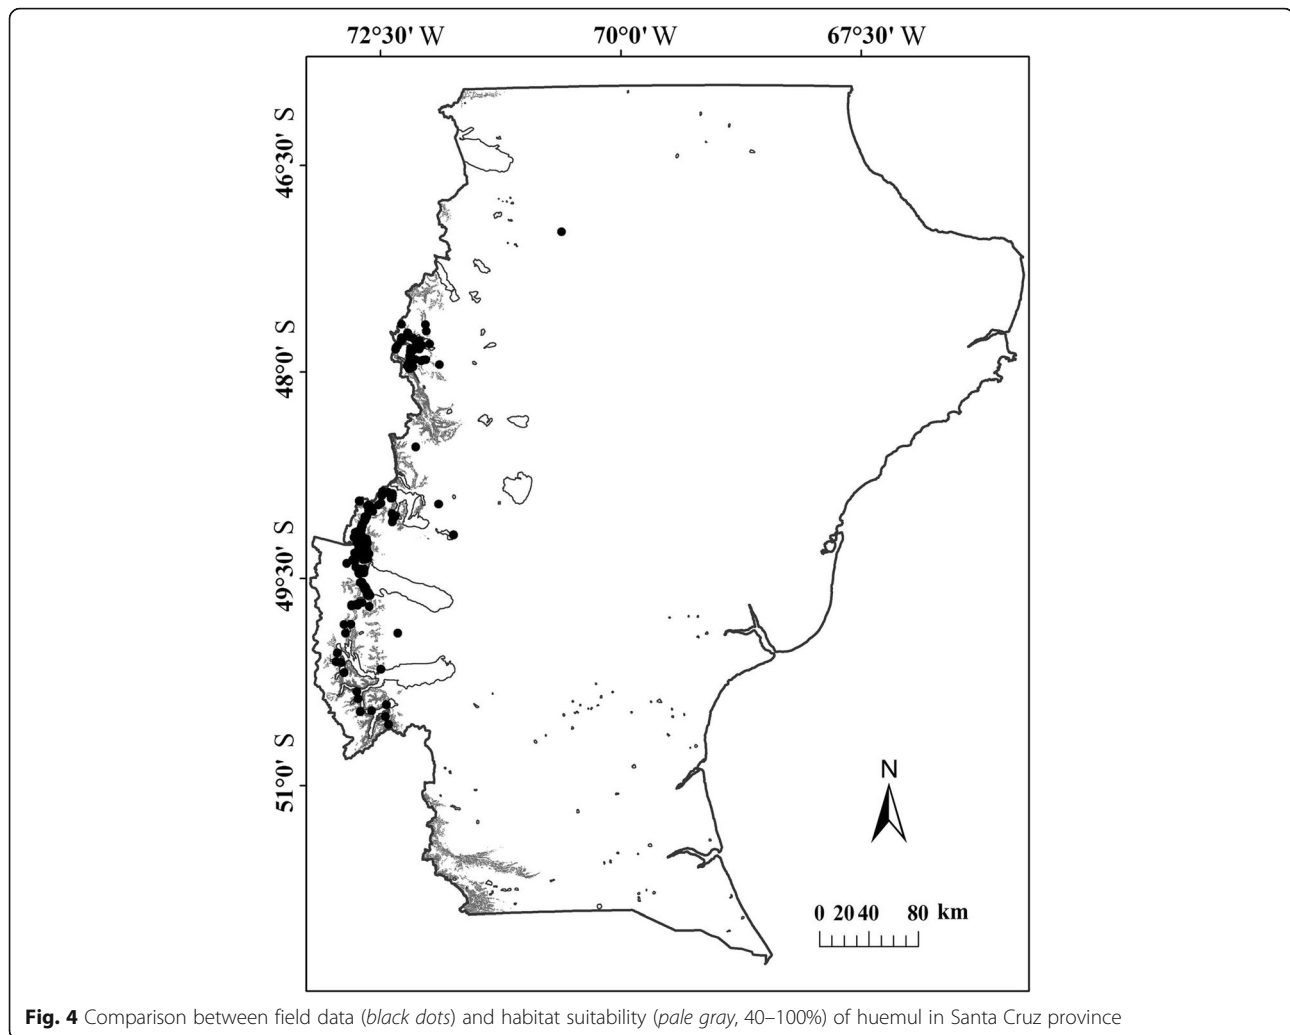 72°30' W 70°0' W 67°30' W
46°30' S
48°0' S
49°30' S
51°0' S
N
0 20 40 80 km
Fig. 4 Comparison between field data (black dots) and habitat suitability (pale gray, 40–100%) of huemul in Santa Cruz province